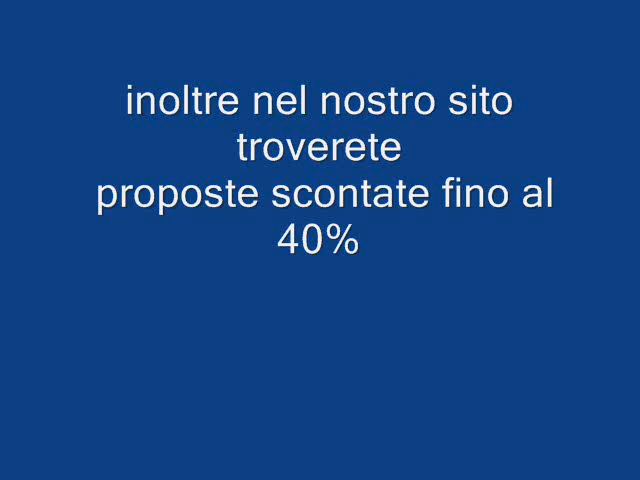 inoltre nel nostro sito
troverete
proposte scontate fino al
40%